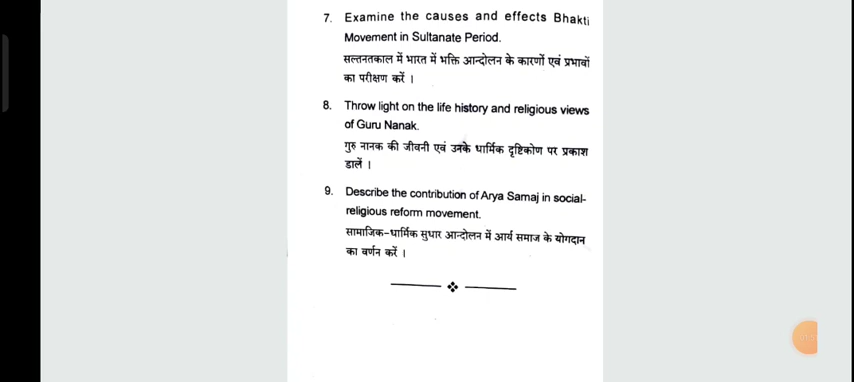 7. Examine the causes and effects Bhakti
Movement in Sultanate Period.
सल्तनतकाल में भारत में भक्ति आन्दोलन के कारणों एवं प्रभावों
का परीक्षण करें ।
8. Throw light on the life history and religious views
of Guru Nanak.
गुरु नानक की जीवनी एवं उनके धार्मिक दृष्टिकोण पर प्रकाश
डालें ।
9. Describe the contribution of Arya Samaj in social-
religious reform movement.
सामाजिक-धार्मिक सुधार आन्दोलन में आर्य समाज के योगदान
का वर्णन करें ।